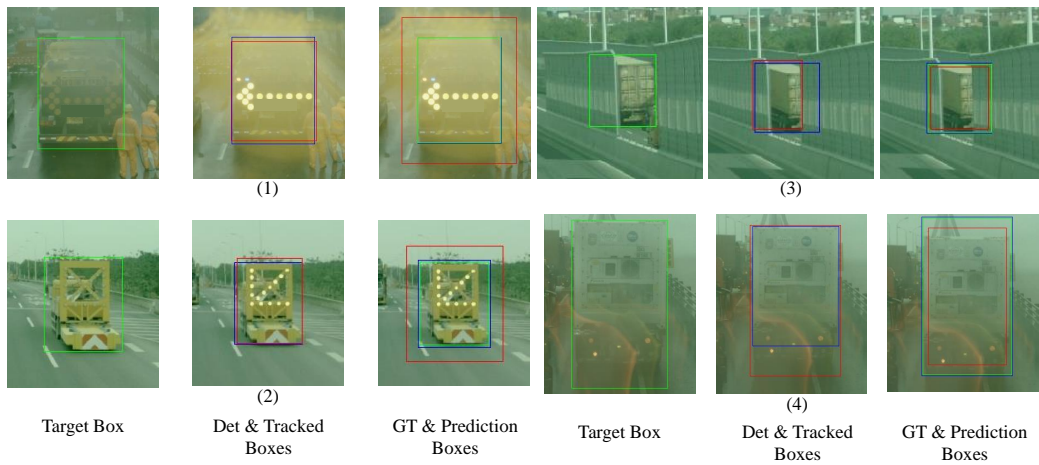 (1)
(3)
(2)
(4)
Target Box
Det & Tracked
Boxes
GT & Prediction
Boxes
Target Box
Det & Tracked
Boxes
GT & Prediction
Boxes